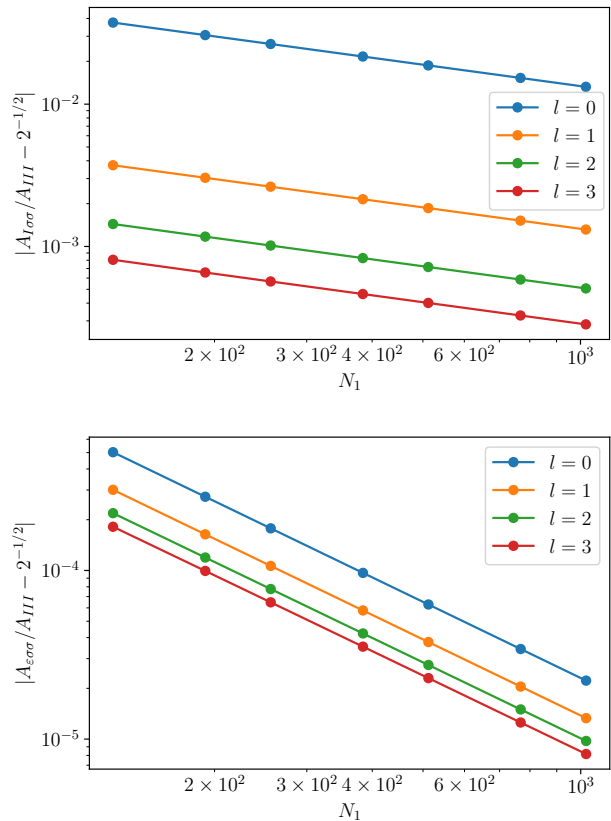 |A_{Iσσ}/A_{III} − 2^{−1/2}|
10^{−2}
10^{−3}
l = 0
l = 1
l = 2
l = 3
2 × 10^2 3 × 10^2 4 × 10^2 6 × 10^2 10^3
N_1
|A_{εσσ}/A_{III} − 2^{−1/2}|
10^{−4}
10^{−5}
l = 0
l = 1
l = 2
l = 3
2 × 10^2 3 × 10^2 4 × 10^2 6 × 10^2 10^3
N_1